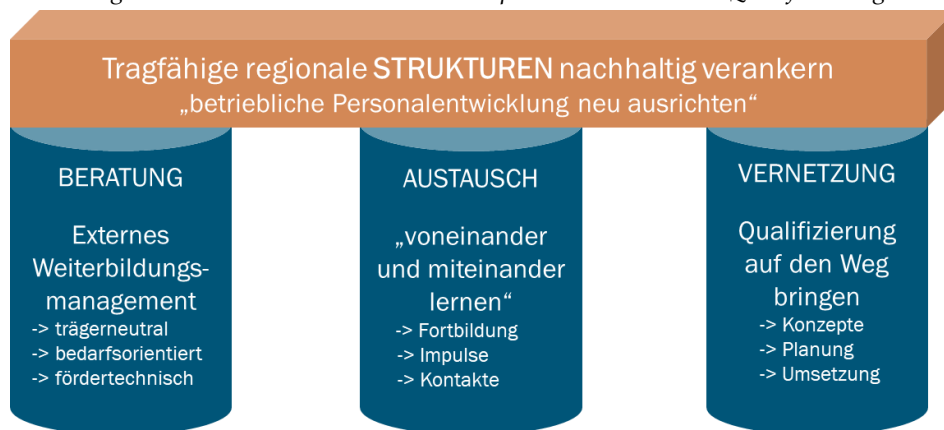 Tragfähige regionale STRUKTUREN nachhaltig verankern
„betriebliche Personalentwicklung neu ausrichten“
BERATUNG
Externes
Weiterbildungs-
management
-> trägerneutral
-> bedarfsorientiert
-> fördertechnisch
AUSTAUSCH
„voneinander
und miteinander
lernen“
-> Fortbildung
-> Impulse
-> Kontakte
VERNETZUNG
Qualifizierung
auf den Weg
bringen
-> Konzepte
-> Planung
-> Umsetzung